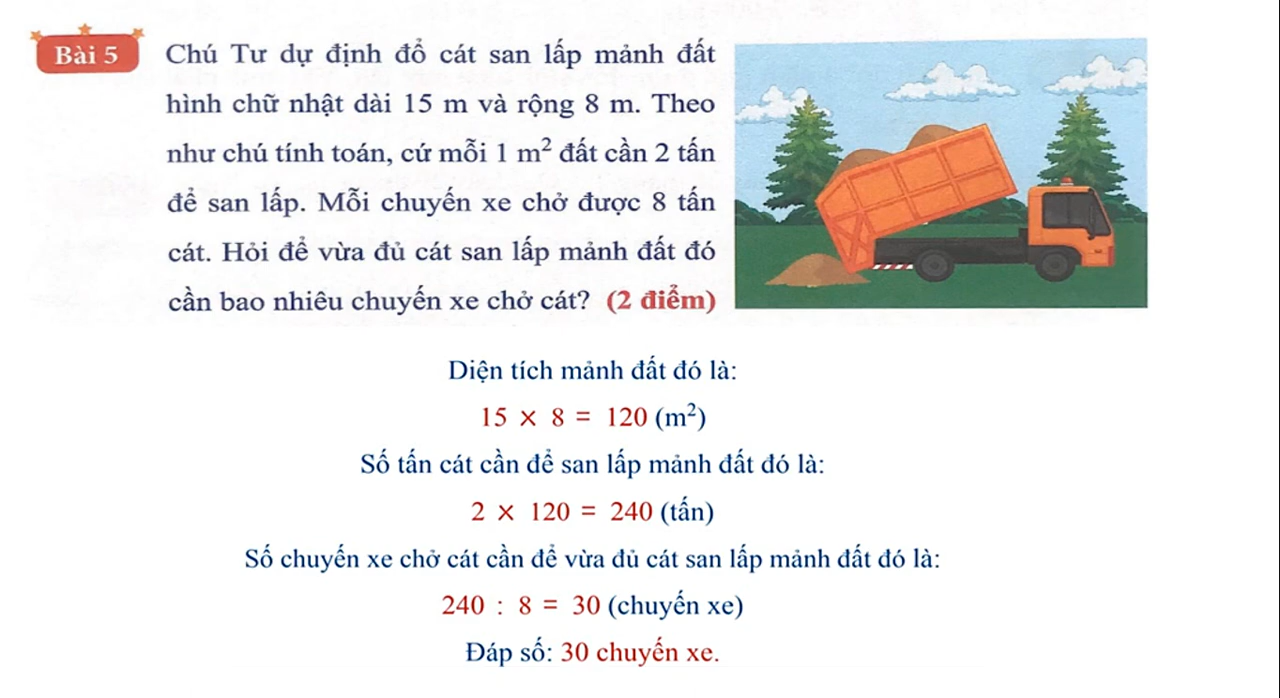 Bài 5
Chú Tư dự định đổ cát san lấp mảnh đất
hình chữ nhật dài 15 m và rộng 8 m. Theo
như chú tính toán, cứ mỗi 1 m² đất cần 2 tấn
để san lấp. Mỗi chuyến xe chở được 8 tấn
cát. Hỏi để vừa đủ cát san lấp mảnh đất đó
cần bao nhiêu chuyến xe chở cát? (2 điểm)
Diện tích mảnh đất đó là:
15 × 8 = 120 (m²)
Số tấn cát cần để san lấp mảnh đất đó là:
2 × 120 = 240 (tấn)
Số chuyến xe chở cát cần để vừa đủ cát san lấp mảnh đất đó là:
240 : 8 = 30 (chuyến xe)
Đáp số: 30 chuyến xe.